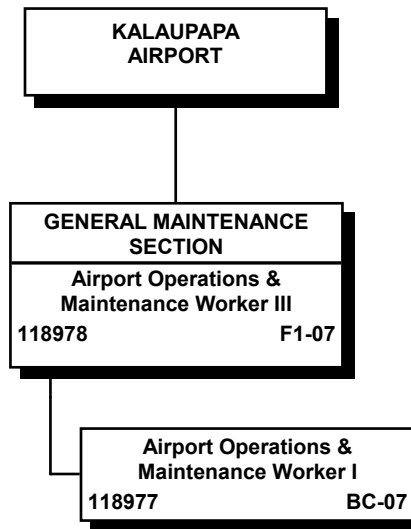 KALAUPAPA
AIRPORT
GENERAL MAINTENANCE
SECTION
Airport Operations &
Maintenance Worker III
118978 F1-07
Airport Operations &
Maintenance Worker I
118977 BC-07